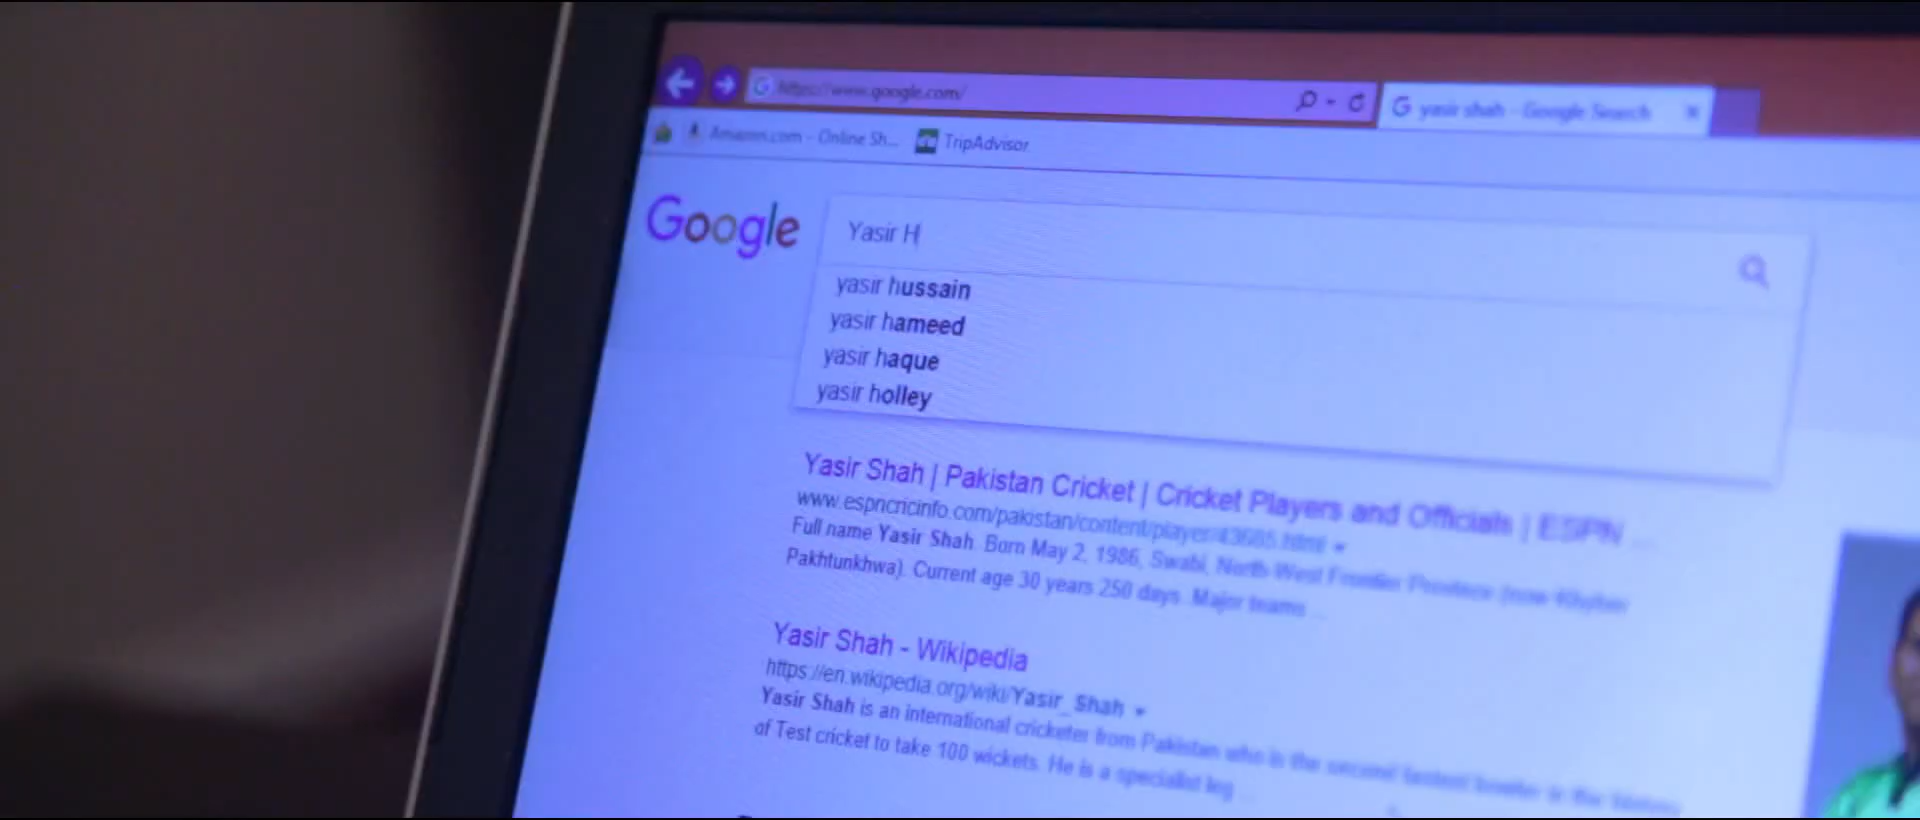 https://www.google.com/
yasir shah - Google Search
Amazon.com - Online Sh...
TripAdvisor
Google
Yasir H
yasir hussain
yasir hameed
yasir haque
yasir holley
Yasir Shah | Pakistan Cricket | Cricket Players and Officials | ESPN ...
www.espncricinfo.com/pakistan/content/player/43685.html
Full name Yasir Shah. Born May 2, 1986, Swabi, North-West Frontier Province (now Khyber
Pakhtunkhwa). Current age 30 years 250 days. Major teams ...
Yasir Shah - Wikipedia
https://en.wikipedia.org/wiki/Yasir_Shah
Yasir Shah is an international cricketer from Pakistan who is the second fastest bowler in the history
of Test cricket to take 100 wickets. He is a specialist leg ...